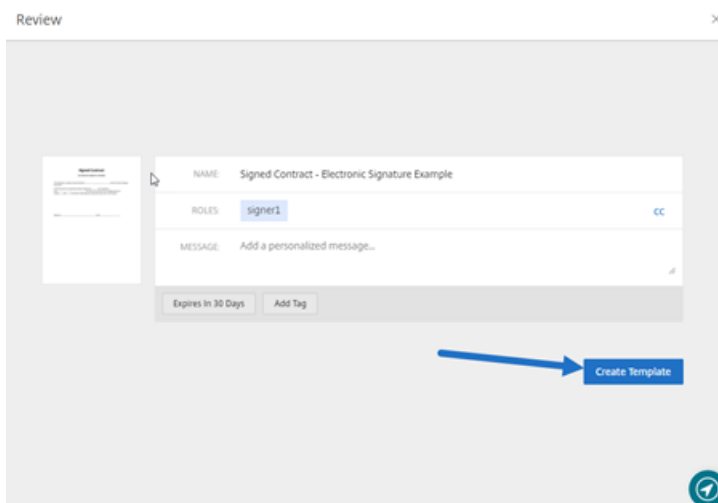 Review
Signed Contract
NAME: Signed Contract - Electronic Signature Example
ROLES: signer1 CC
MESSAGE: Add a personalized message...
Expires In 30 Days Add Tag
Create Template